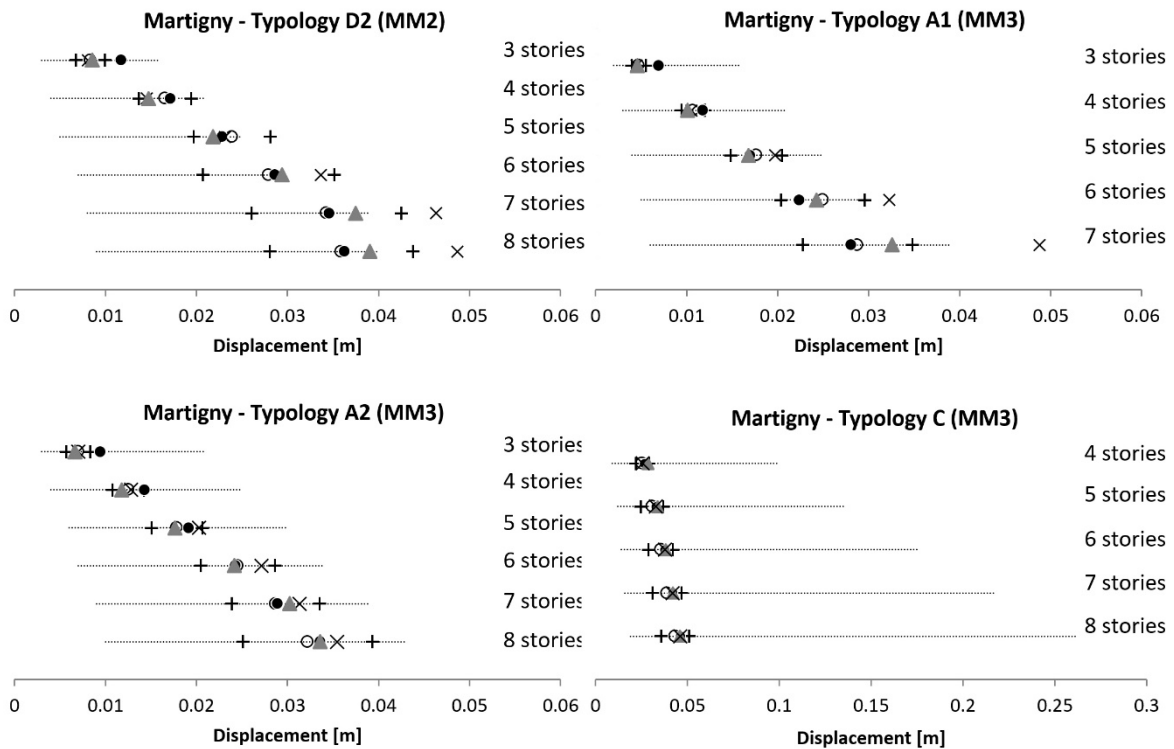 Martigny - Typology D2 (MM2)
3 stories
4 stories
5 stories
6 stories
7 stories
8 stories
0 0.01 0.02 0.03 0.04 0.05 0.06
Displacement [m]
Martigny - Typology A1 (MM3)
3 stories
4 stories
5 stories
6 stories
7 stories
0 0.01 0.02 0.03 0.04 0.05 0.06
Displacement [m]
Martigny - Typology A2 (MM3)
3 stories
4 stories
5 stories
6 stories
7 stories
8 stories
0 0.01 0.02 0.03 0.04 0.05 0.06
Displacement [m]
Martigny - Typology C (MM3)
4 stories
5 stories
6 stories
7 stories
8 stories
0 0.05 0.1 0.15 0.2 0.25 0.3
Displacement [m]